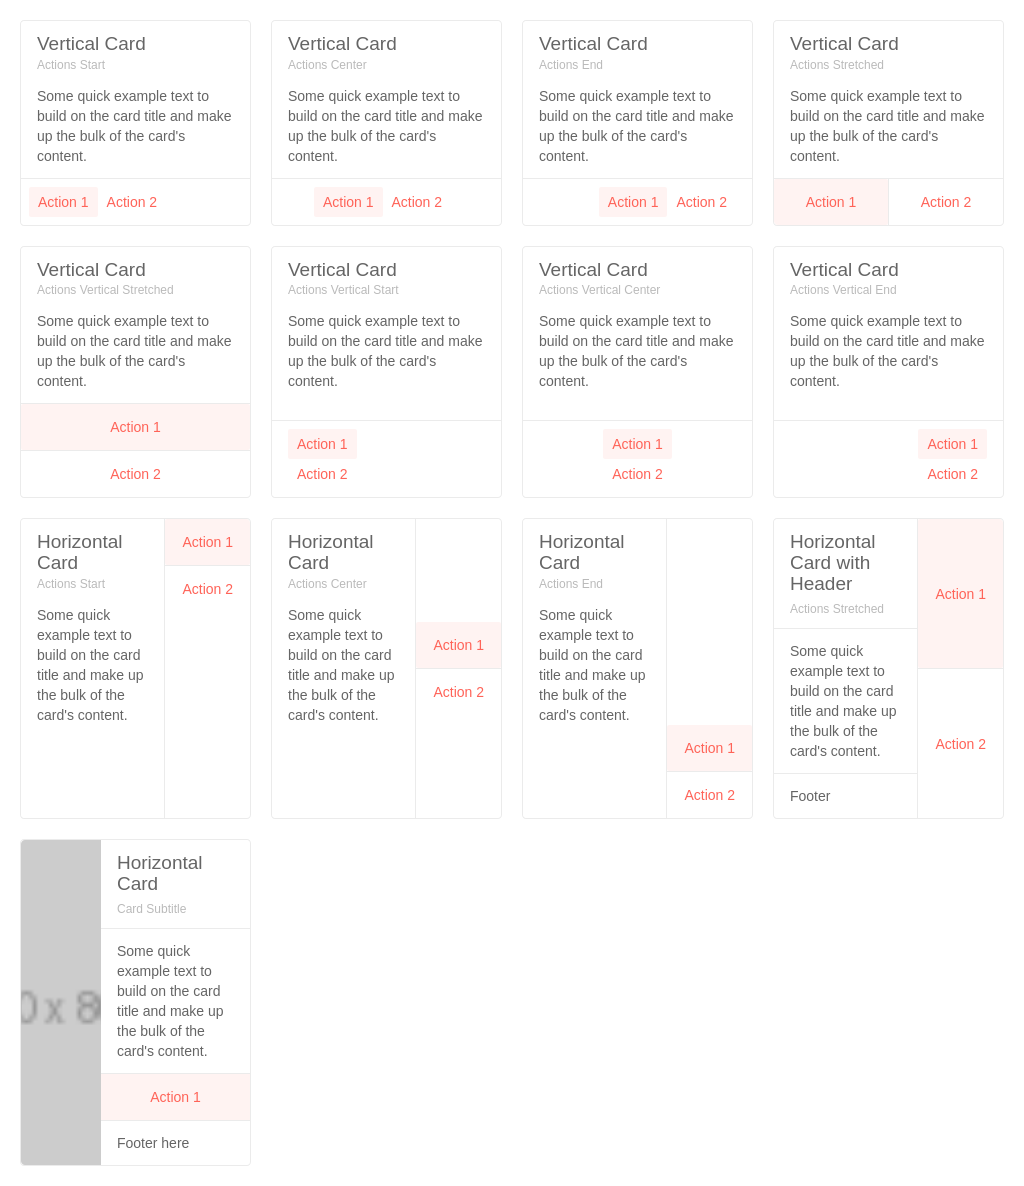 Vertical Card
Actions Start
Some quick example text to
build on the card title and make
up the bulk of the card's
content.
Action 1 Action 2
Vertical Card
Actions Center
Some quick example text to
build on the card title and make
up the bulk of the card's
content.
Action 1 Action 2
Vertical Card
Actions End
Some quick example text to
build on the card title and make
up the bulk of the card's
content.
Action 1 Action 2
Vertical Card
Actions Stretched
Some quick example text to
build on the card title and make
up the bulk of the card's
content.
Action 1 Action 2
Vertical Card
Actions Vertical Stretched
Some quick example text to
build on the card title and make
up the bulk of the card's
content.
Action 1
Action 2
Vertical Card
Actions Vertical Start
Some quick example text to
build on the card title and make
up the bulk of the card's
content.
Action 1
Action 2
Vertical Card
Actions Vertical Center
Some quick example text to
build on the card title and make
up the bulk of the card's
content.
Action 1
Action 2
Vertical Card
Actions Vertical End
Some quick example text to
build on the card title and make
up the bulk of the card's
content.
Action 1
Action 2
Horizontal
Card
Actions Start
Some quick
example text to
build on the card
title and make up
the bulk of the
card's content.
Action 1
Action 2
Horizontal
Card
Actions Center
Some quick
example text to
build on the card
title and make up
the bulk of the
card's content.
Action 1
Action 2
Horizontal
Card
Actions End
Some quick
example text to
build on the card
title and make up
the bulk of the
card's content.
Action 1
Action 2
Horizontal
Card with
Header
Actions Stretched
Some quick
example text to
build on the card
title and make up
the bulk of the
card's content.
Footer
Action 1
Action 2
0 x 8
Horizontal
Card
Card Subtitle
Some quick
example text to
build on the card
title and make up
the bulk of the
card's content.
Action 1
Footer here